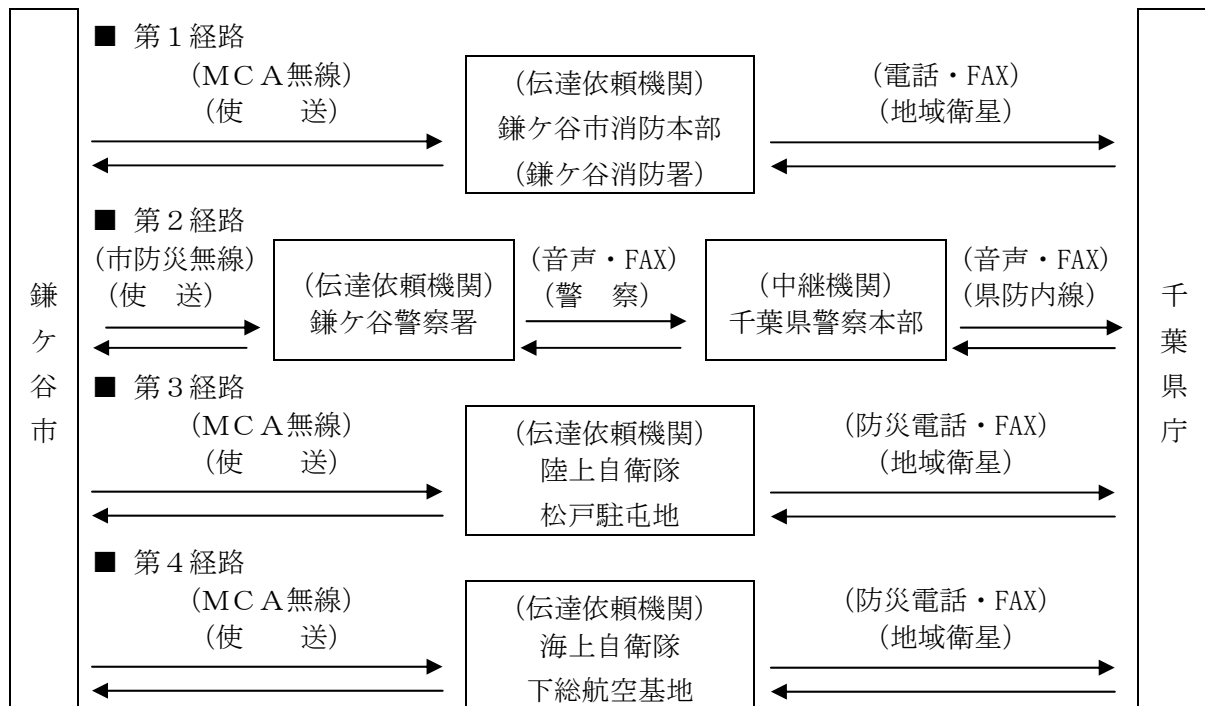 ■ 第１経路
(ＭＣＡ無線)
(使　　送)
(伝達依頼機関)
鎌ケ谷市消防本部
(鎌ケ谷消防署)
(電話・FAX)
(地域衛星)
■ 第２経路
(市防災無線)
(使　送)
(伝達依頼機関)
鎌ケ谷警察署
(音声・FAX)
(警　察)
(中継機関)
千葉県警察本部
(音声・FAX)
(県防内線)
鎌ケ谷市
千葉県庁
■ 第３経路
(ＭＣＡ無線)
(使　　送)
(伝達依頼機関)
陸上自衛隊
松戸駐屯地
(防災電話・FAX)
(地域衛星)
■ 第４経路
(ＭＣＡ無線)
(使　　送)
(伝達依頼機関)
海上自衛隊
下総航空基地
(防災電話・FAX)
(地域衛星)